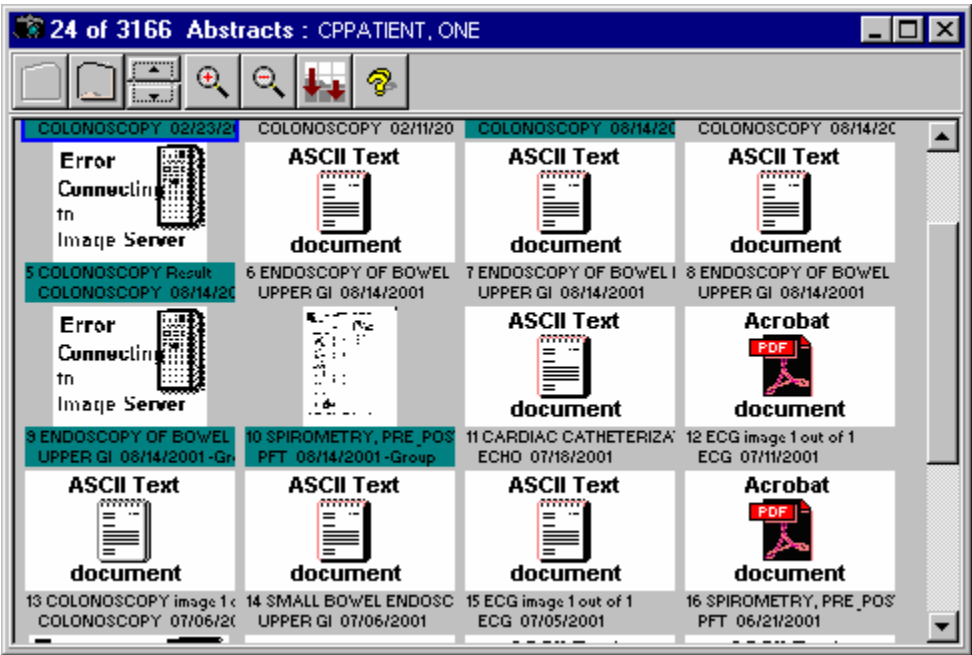 24 of 3166 Abstracts : CPPATIENT, ONE
COLONOSCOPY 02/23/20
COLONOSCOPY 02/11/20
COLONOSCOPY 08/14/20
COLONOSCOPY 08/14/20
Error
Connecting
to
Image Server
ASCII Text
document
ASCII Text
document
ASCII Text
document
5 COLONOSCOPY Result
COLONOSCOPY 08/14/20
6 ENDOSCOPY OF BOWEL
UPPER GI 08/14/2001
7 ENDOSCOPY OF BOWEL I
UPPER GI 08/14/2001
8 ENDOSCOPY OF BOWEL
UPPER GI 08/14/2001
Error
Connecting
to
Image Server
ASCII Text
document
Acrobat
PDF
document
9 ENDOSCOPY OF BOWEL
UPPER GI 08/14/2001 -Gr
10 SPIROMETRY, PRE_POS
PFT 08/14/2001 -Group
11 CARDIAC CATHETERIZA
ECHO 07/18/2001
12 ECG image 1 out of 1
ECG 07/11/2001
ASCII Text
document
ASCII Text
document
ASCII Text
document
Acrobat
PDF
document
13 COLONOSCOPY image 1
COLONOSCOPY 07/06/20
14 SMALL BOWEL ENDOSC
UPPER GI 07/06/2001
15 ECG image 1 out of 1
ECG 07/05/2001
16 SPIROMETRY, PRE_POS
PFT 06/21/2001